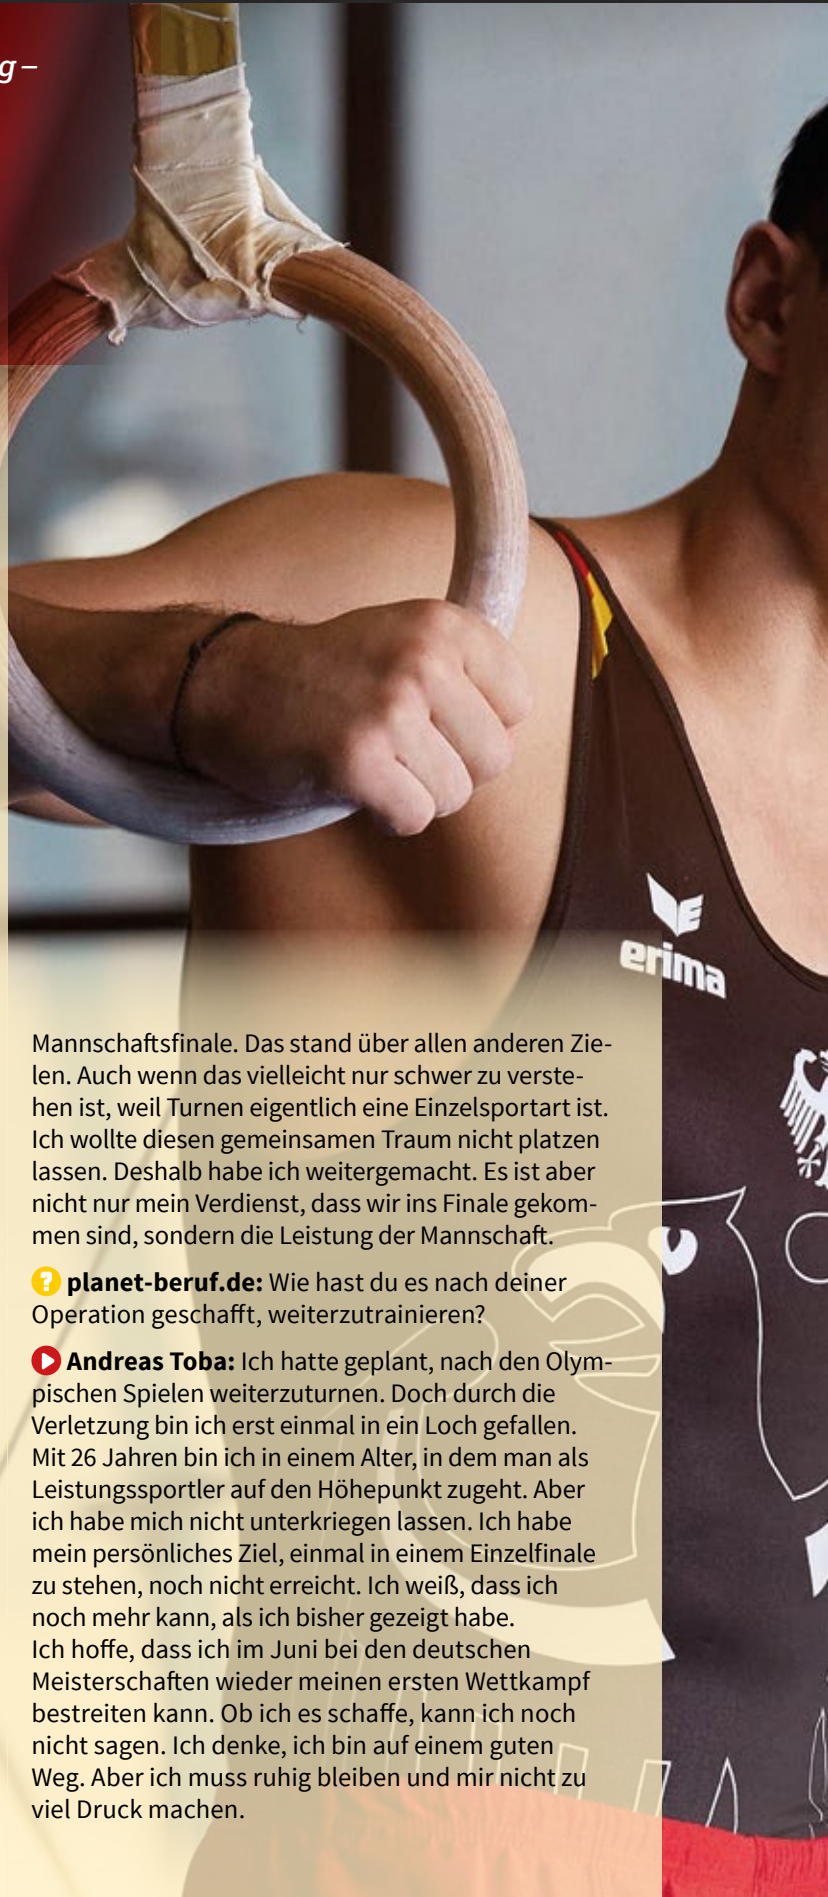 g –
erima
Mannschaftsfinale. Das stand über allen anderen Zie-
len. Auch wenn das vielleicht nur schwer zu verste-
hen ist, weil Turnen eigentlich eine Einzelsportart ist.
Ich wollte diesen gemeinsamen Traum nicht platzen
lassen. Deshalb habe ich weitergemacht. Es ist aber
nicht nur mein Verdienst, dass wir ins Finale gekom-
men sind, sondern die Leistung der Mannschaft.
? planet-beruf.de: Wie hast du es nach deiner
Operation geschafft, weiterzutrainieren?
Andreas Toba: Ich hatte geplant, nach den Olym-
pischen Spielen weiterzuturnen. Doch durch die
Verletzung bin ich erst einmal in ein Loch gefallen.
Mit 26 Jahren bin ich in einem Alter, in dem man als
Leistungssportler auf den Höhepunkt zugeht. Aber
ich habe mich nicht unterkriegen lassen. Ich habe
mein persönliches Ziel, einmal in einem Einzelfinale
zu stehen, noch nicht erreicht. Ich weiß, dass ich
noch mehr kann, als ich bisher gezeigt habe.
Ich hoffe, dass ich im Juni bei den deutschen
Meisterschaften wieder meinen ersten Wettkampf
bestreiten kann. Ob ich es schaffe, kann ich noch
nicht sagen. Ich denke, ich bin auf einem guten
Weg. Aber ich muss ruhig bleiben und mir nicht zu
viel Druck machen.